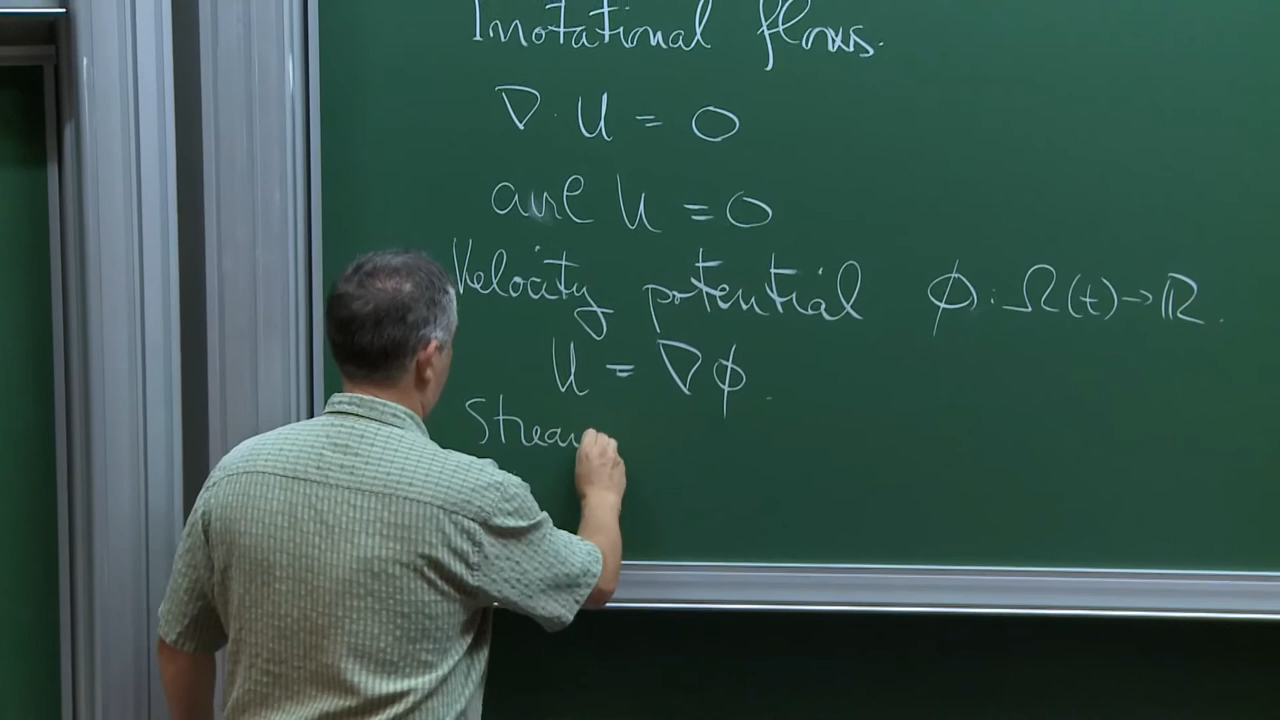 Irrotational flows.
∇ · u = 0
curl u = 0
Velocity potential ϕ : Ω(t) → ℝ.
u = ∇ϕ.
Strea